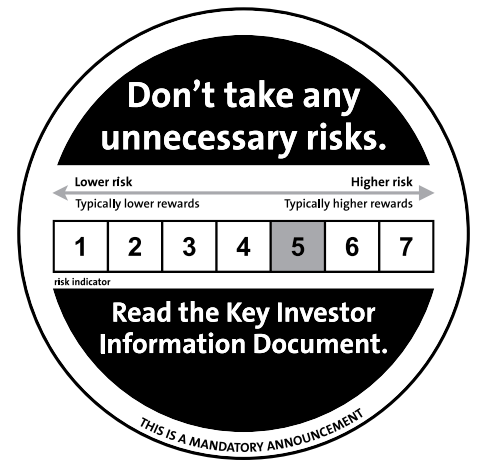 Don't take any
unnecessary risks.
Lower risk Higher risk
Typically lower rewards Typically higher rewards
1 2 3 4 5 6 7
risk indicator
Read the Key Investor
Information Document.
THIS IS A MANDATORY ANNOUNCEMENT